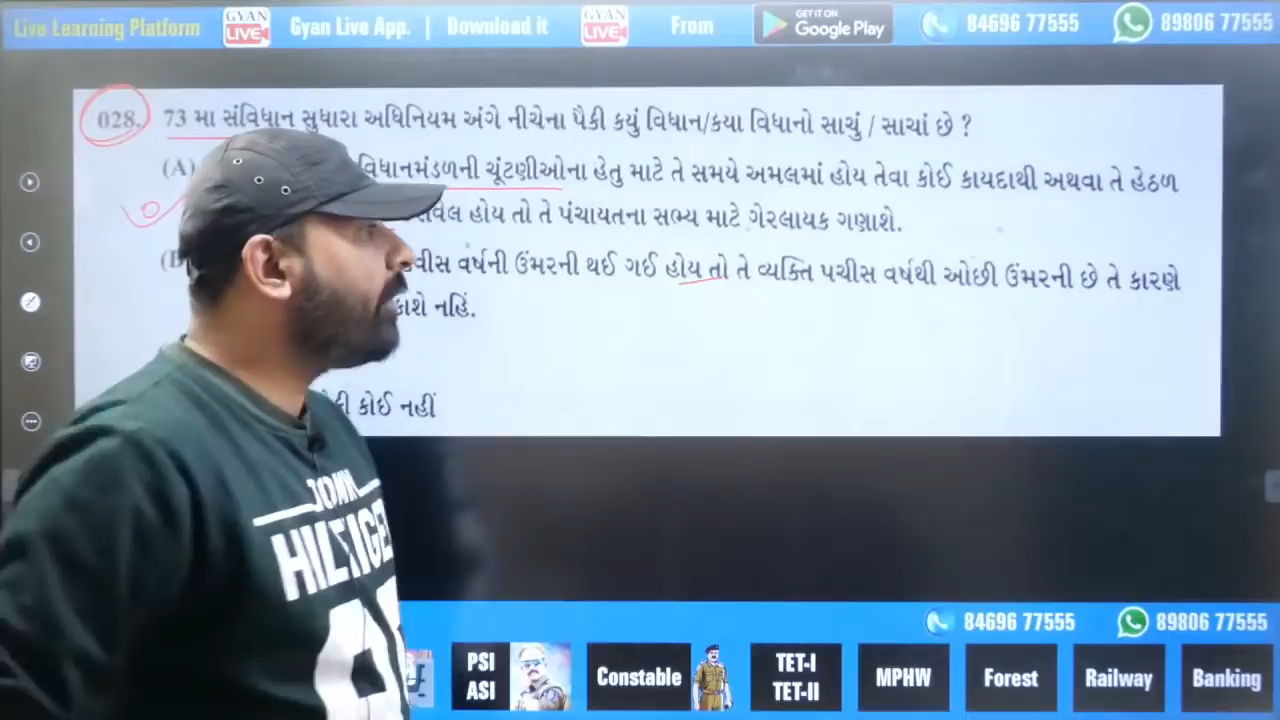 Live Learning Platform
GYAN LIVE
Gyan Live App. | Download it
GYAN LIVE
From
GET IT ON Google Play
84696 77555
89806 77555
028. 73 મા સંવિધાન સુધારા અધિનિયમ અંગે નીચેના પૈકી કયું વિધાન/કયા વિધાનો સાચું / સાચાં છે ?
(A) વિધાનમંડળની ચૂંટણીઓના હેતુ માટે તે સમયે અમલમાં હોય તેવા કોઈ કાયદાથી અથવા તે હેઠળ
હોય તો તે પંચાયતના સભ્ય માટે ગેરલાયક ગણાશે.
વર્ષની ઉંમરની થઈ ગઈ હોય તો તે વ્યક્તિ પચીસ વર્ષથી ઓછી ઉંમરની છે તે કારણે
નહિં.
કોઈ નહીં
84696 77555
89806 77555
PSI
ASI
Constable
TET-I
TET-II
MPHW
Forest
Railway
Banking